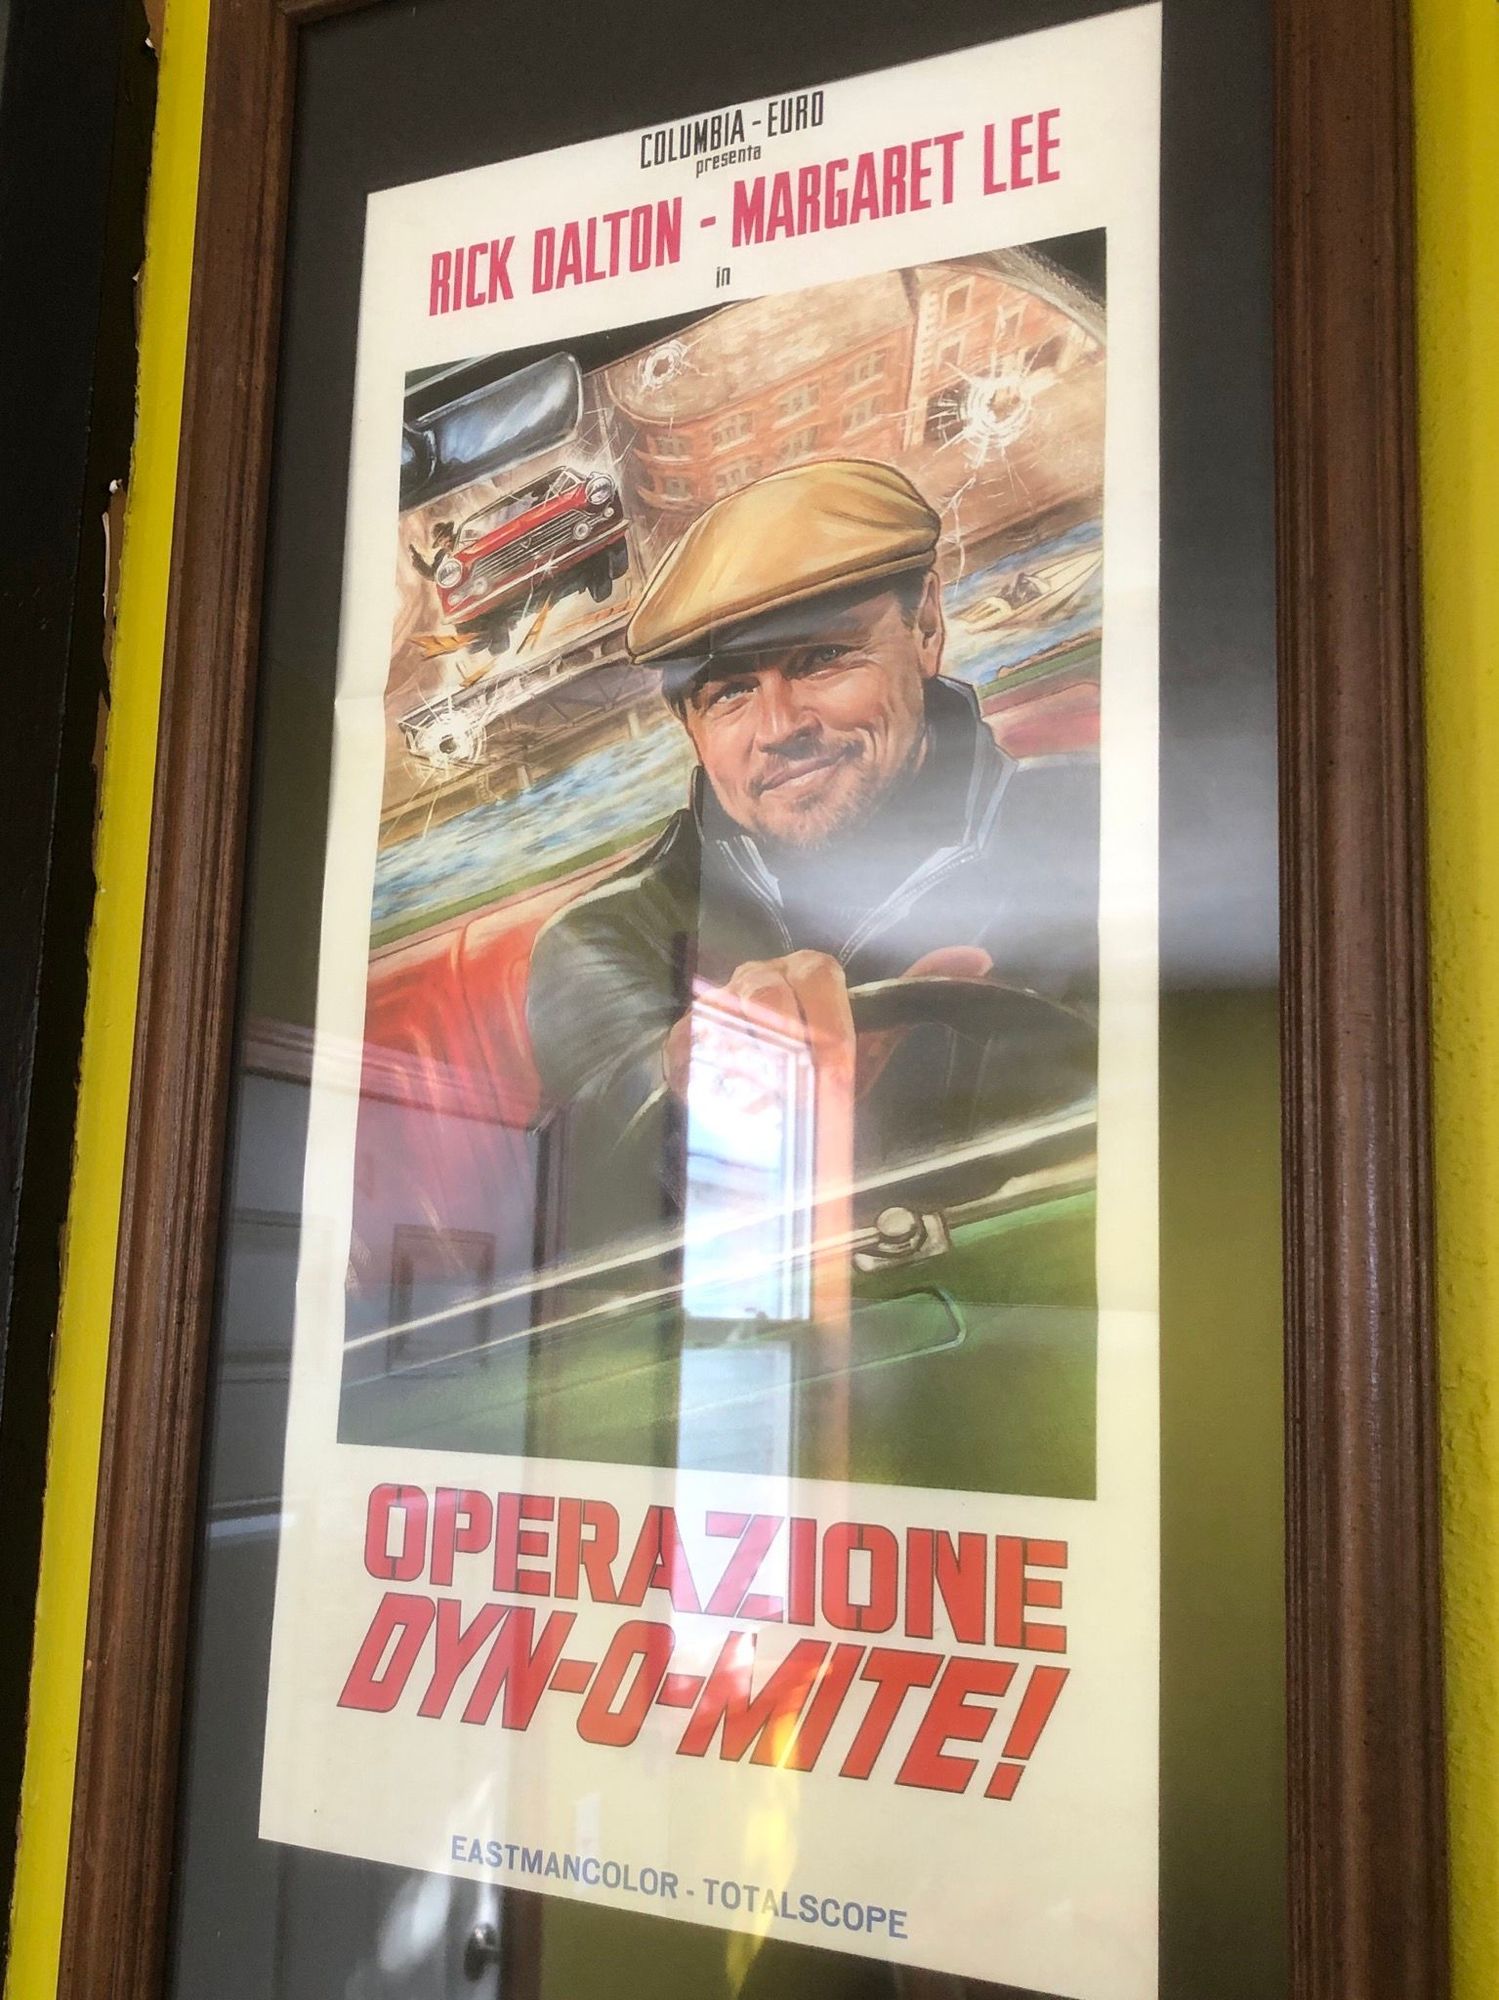 COLUMBIA - EURO
presenta
RICK DALTON - MARGARET LEE
in
OPERAZIONE
DYN-O-MITE!
EASTMANCOLOR - TOTALSCOPE